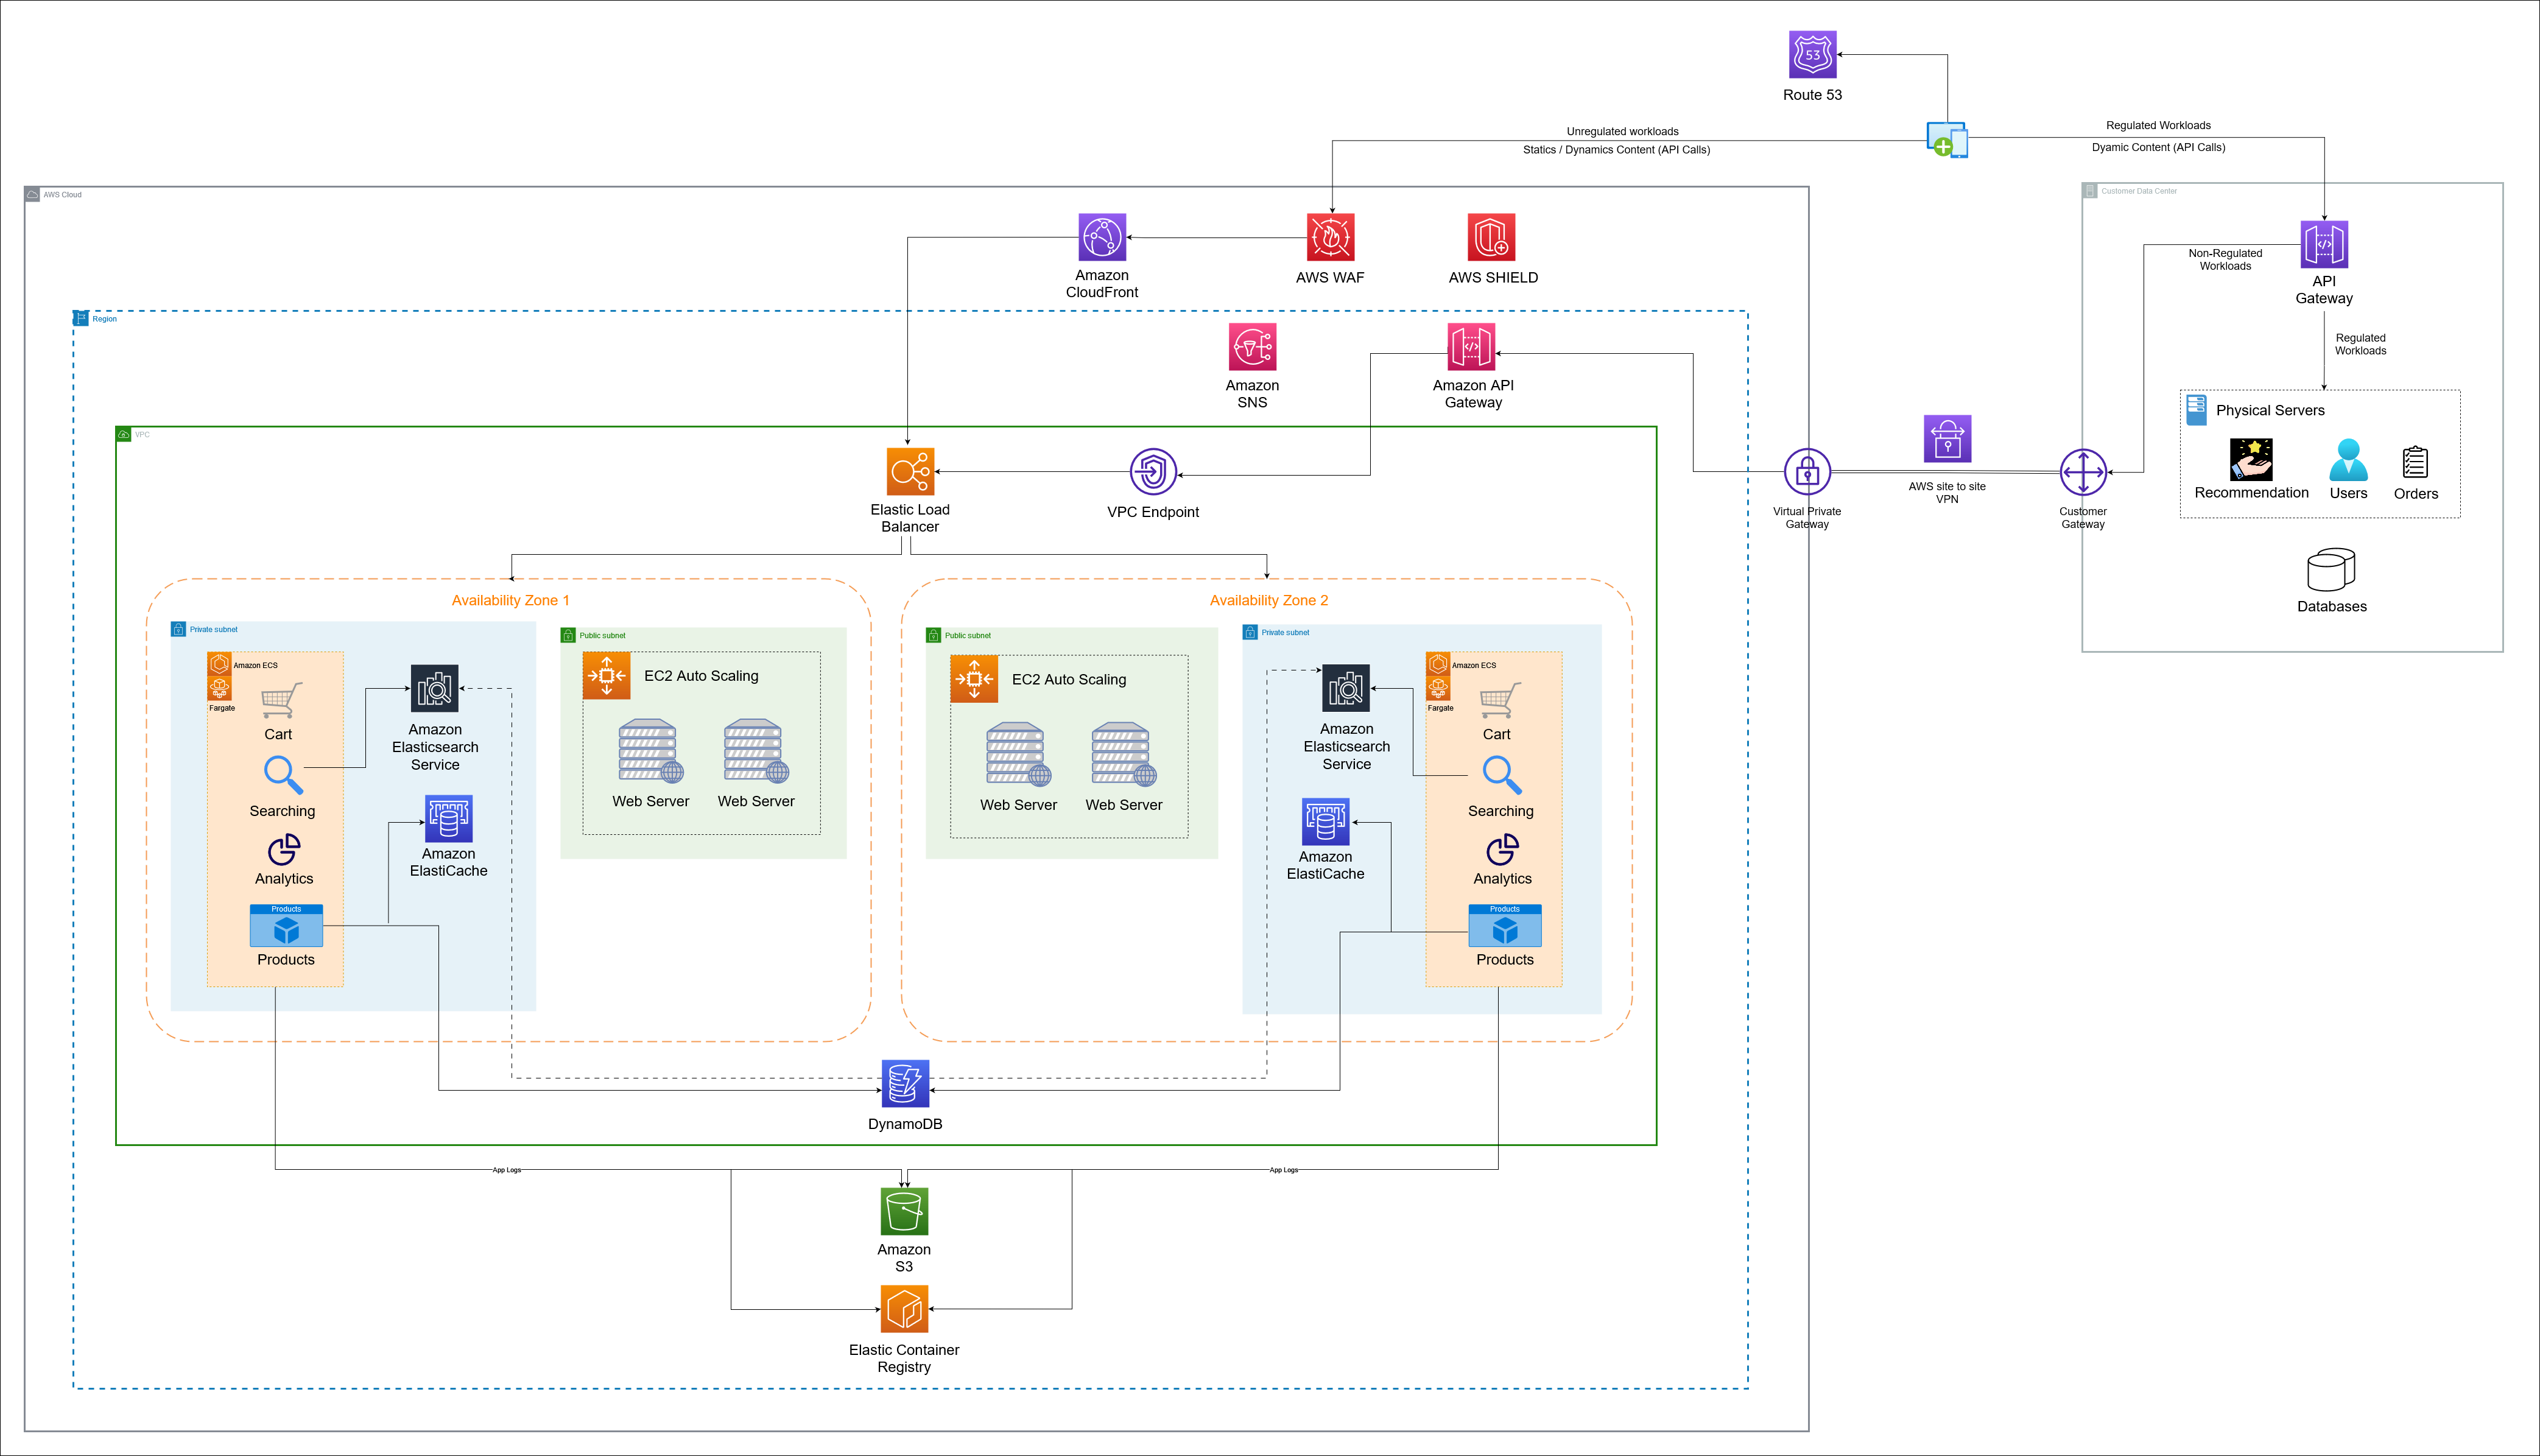 53
Route 53
Unregulated workloads
Statics / Dynamics Content (API Calls)
Regulated Workloads
Dyamic Content (API Calls)
AWS Cloud
Customer Data Center
Amazon
CloudFront
AWS WAF
AWS SHIELD
Non-Regulated
Workloads
API
Gateway
Region
Regulated
Workloads
Amazon
SNS
Amazon API
Gateway
Physical Servers
Recommendation
Users
Orders
VPC
Elastic Load
Balancer
VPC Endpoint
Virtual Private
Gateway
AWS site to site
VPN
Customer
Gateway
Databases
Availability Zone 1
Availability Zone 2
Private subnet
Public subnet
Public subnet
Private subnet
Amazon ECS
Fargate
Cart
Searching
Analytics
Products
Products
Amazon
Elasticsearch
Service
Amazon
ElastiCache
EC2 Auto Scaling
Web Server
Web Server
EC2 Auto Scaling
Web Server
Web Server
Amazon
Elasticsearch
Service
Amazon
ElastiCache
Amazon ECS
Fargate
Cart
Searching
Analytics
Products
Products
DynamoDB
App Logs
App Logs
Amazon
S3
Elastic Container
Registry